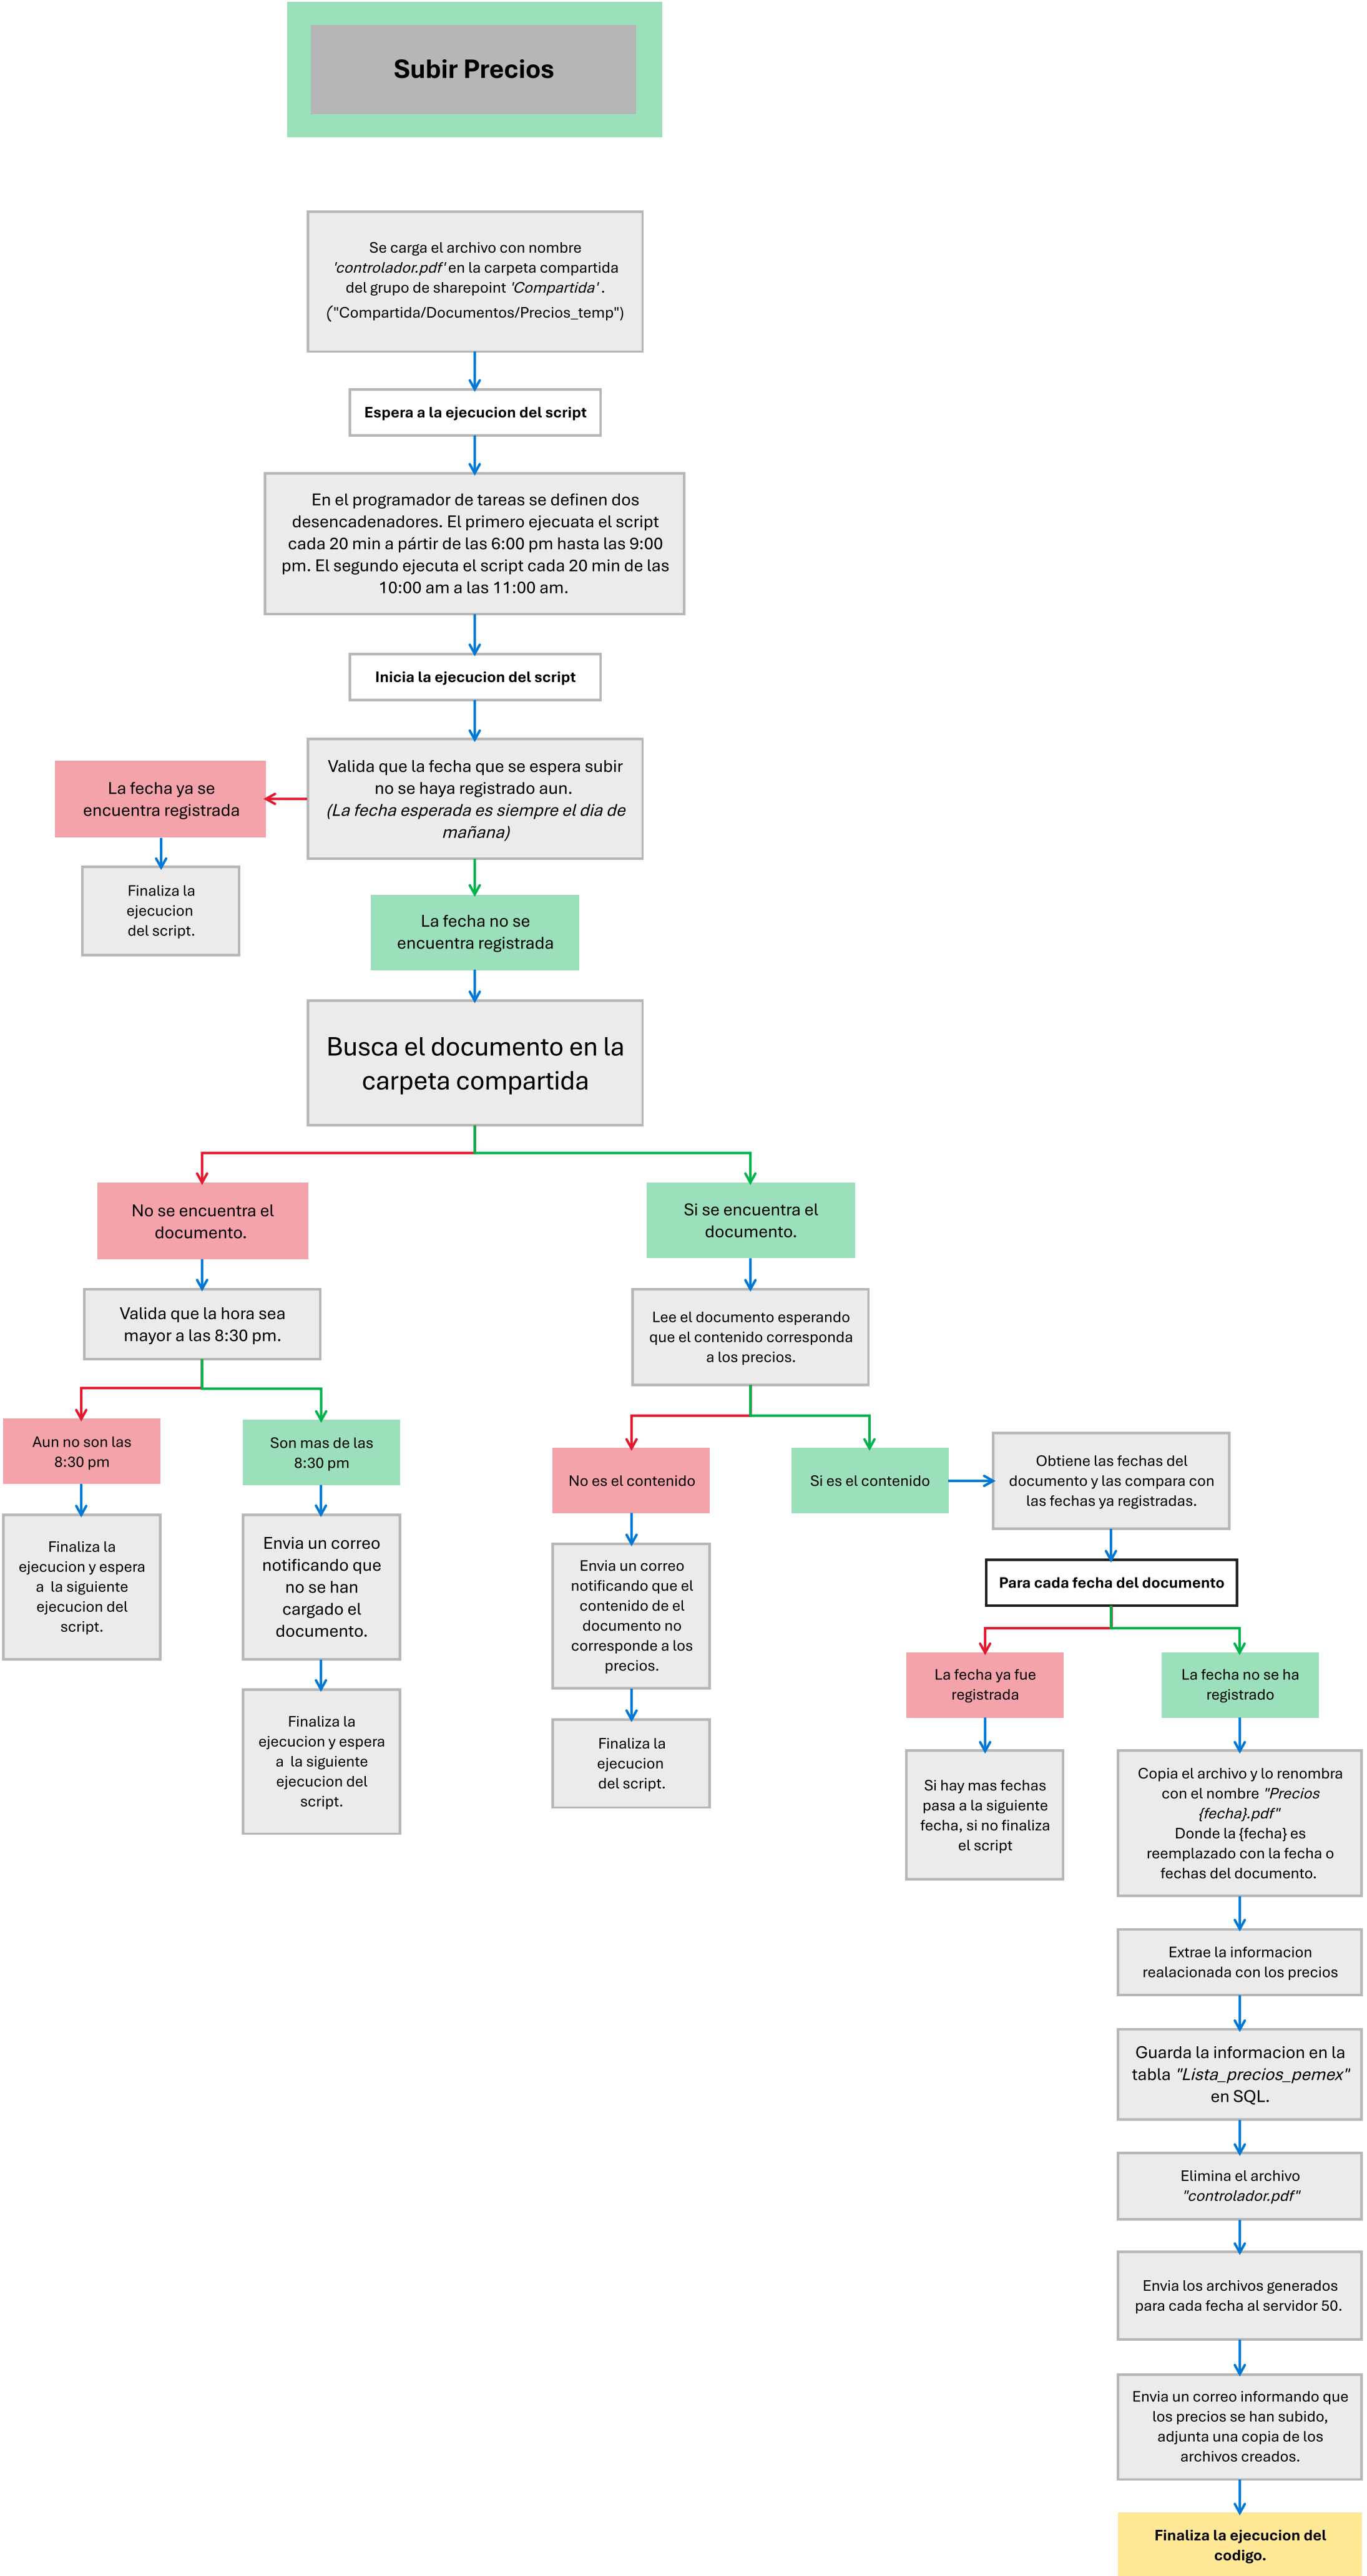 Subir Precios
Se carga el archivo con nombre
'controlador.pdf' en la carpeta compartida
del grupo de sharepoint 'Compartida' .
("Compartida/Documentos/Precios_temp")
Espera a la ejecucion del script
En el programador de tareas se definen dos
desencadenadores. El primero ejecuata el script
cada 20 min a pártir de las 6:00 pm hasta las 9:00
pm. El segundo ejecuta el script cada 20 min de las
10:00 am a las 11:00 am.
Inicia la ejecucion del script
Valida que la fecha que se espera subir
no se haya registrado aun.
(La fecha esperada es siempre el dia de
mañana)
La fecha ya se
encuentra registrada
Finaliza la
ejecucion
del script.
La fecha no se
encuentra registrada
Busca el documento en la
carpeta compartida
No se encuentra el
documento.
Valida que la hora sea
mayor a las 8:30 pm.
Aun no son las
8:30 pm
Finaliza la
ejecucion y espera
a la siguiente
ejecucion del
script.
Son mas de las
8:30 pm
Envia un correo
notificando que
no se han
cargado el
documento.
Finaliza la
ejecucion y espera
a la siguiente
ejecucion del
script.
Si se encuentra el
documento.
Lee el documento esperando
que el contenido corresponda
a los precios.
No es el contenido
Envia un correo
notificando que el
contenido de el
documento no
corresponde a los
precios.
Finaliza la
ejecucion
del script.
Si es el contenido
Obtiene las fechas del
documento y las compara con
las fechas ya registradas.
Para cada fecha del documento
La fecha ya fue
registrada
Si hay mas fechas
pasa a la siguiente
fecha, si no finaliza
el script
La fecha no se ha
registrado
Copia el archivo y lo renombra
con el nombre "Precios
{fecha}.pdf"
Donde la {fecha} es
reemplazado con la fecha o
fechas del documento.
Extrae la informacion
realacionada con los precios
Guarda la informacion en la
tabla "Lista_precios_pemex"
en SQL.
Elimina el archivo
"controlador.pdf"
Envia los archivos generados
para cada fecha al servidor 50.
Envia un correo informando que
los precios se han subido,
adjunta una copia de los
archivos creados.
Finaliza la ejecucion del
codigo.